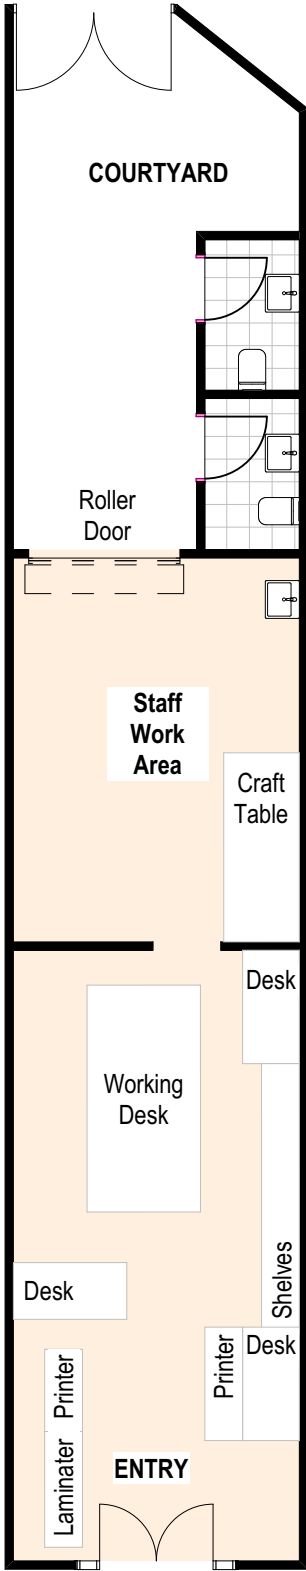 COURTYARD
Roller
Door
Staff
Work
Area
Craft
Table
Desk
Working
Desk
Shelves
Desk
Printer
Desk
Printer
Laminater
ENTRY